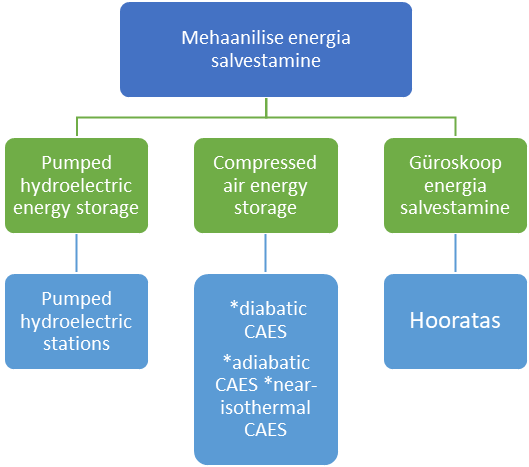 Mehaanilise energia
salvestamine
Pumped
hydroelectric
energy storage
Compressed
air energy
storage
Güroskoop
energia
salvestamine
Pumped
hydroelectric
stations
*diabatic
CAES
*adiabatic
CAES *near-
isothermal
CAES
Hooratas